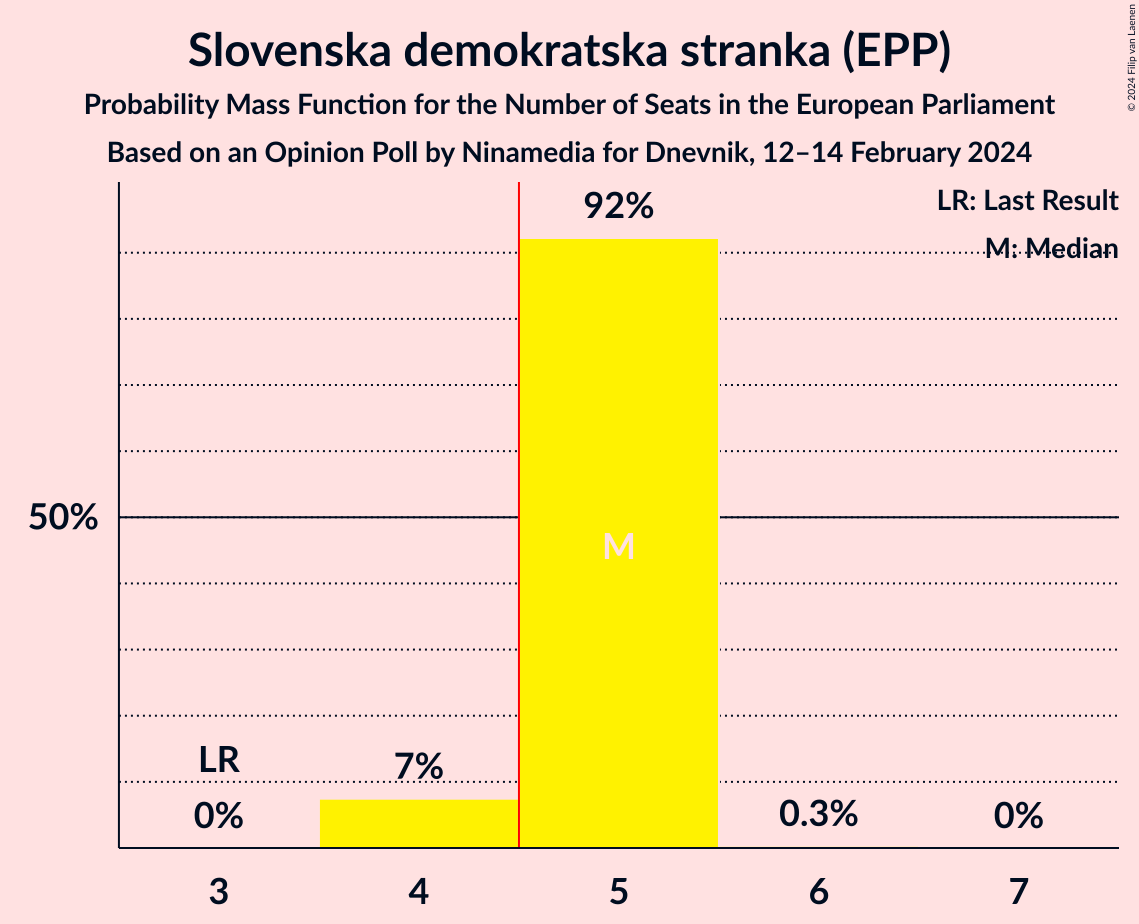 Slovenska demokratska stranka (EPP)
Probability Mass Function for the Number of Seats in the European Parliament
Based on an Opinion Poll by Ninamedia for Dnevnik, 12–14 February 2024
© 2024 Filip van Laenen
LR: Last Result
M: Median
92%
50%
M
LR
0%
7%
0.3%
0%
3 4 5 6 7